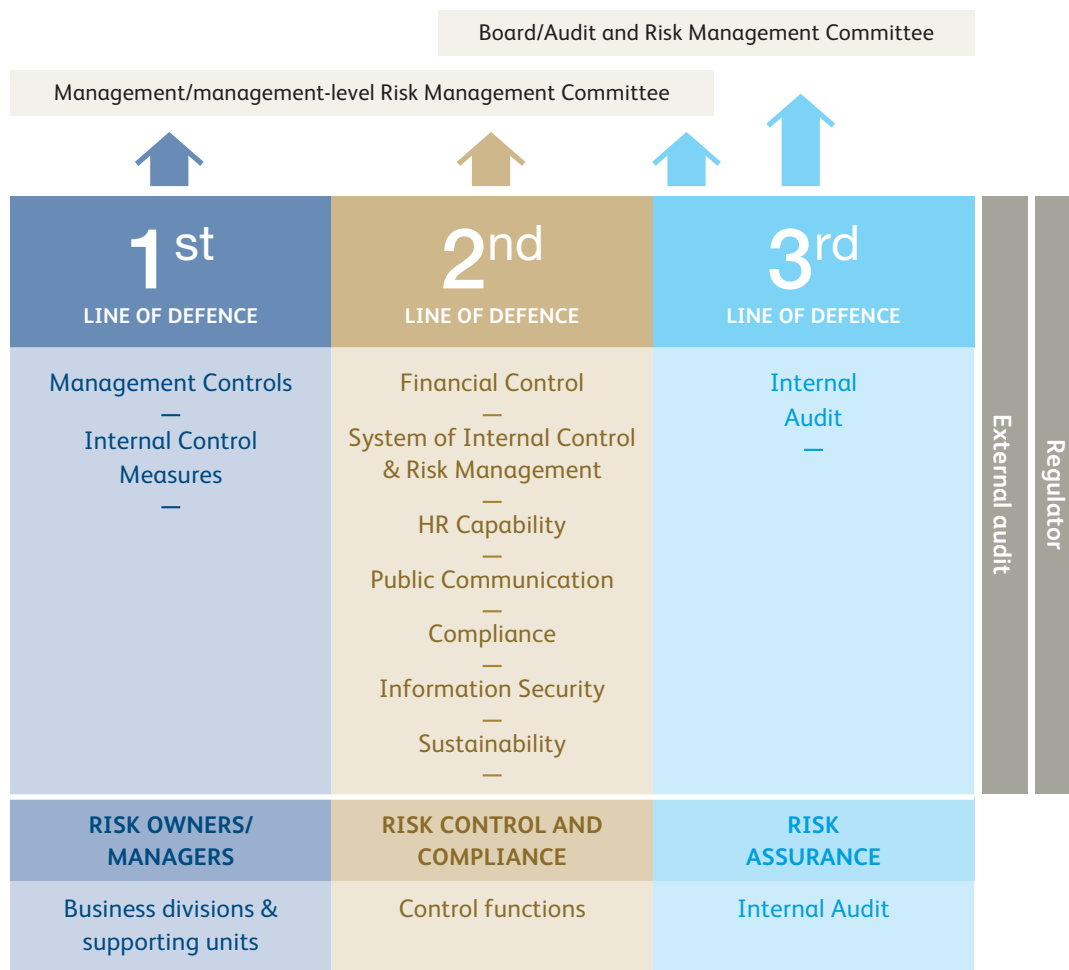 Board/Audit and Risk Management Committee
Management/management-level Risk Management Committee
1st
LINE OF DEFENCE
Management Controls
—
Internal Control
Measures
—
RISK OWNERS/
MANAGERS
Business divisions &
supporting units
2nd
LINE OF DEFENCE
Financial Control
—
System of Internal Control
& Risk Management
—
HR Capability
—
Public Communication
—
Compliance
—
Information Security
—
Sustainability
—
RISK CONTROL AND
COMPLIANCE
Control functions
3rd
LINE OF DEFENCE
Internal
Audit
—
RISK
ASSURANCE
Internal Audit
External audit
Regulator